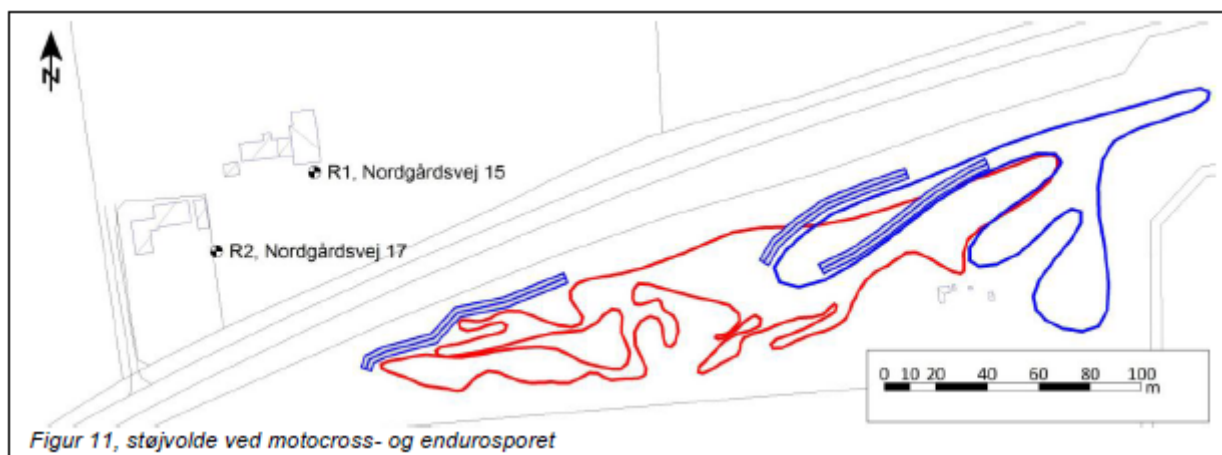 N
R1, Nordgårdsvej 15
R2, Nordgårdsvej 17
0 10 20 40 60 80 100
m
Figur 11, støjvolde ved motocross- og endurosporet